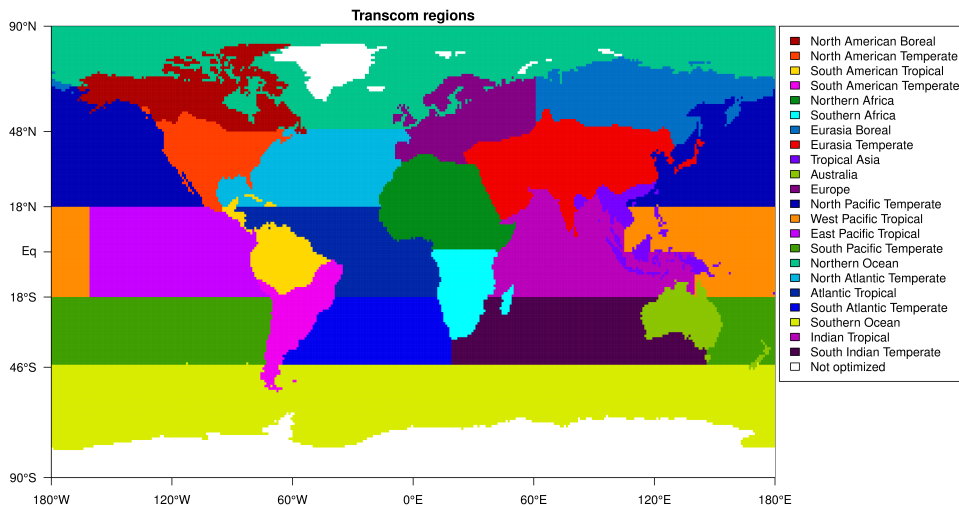 Transcom regions
90°N
48°N
18°N
Eq
18°S
46°S
90°S
180°W
120°W
60°W
0°E
60°E
120°E
180°E
North American Boreal
North American Temperate
South American Tropical
South American Temperate
Northern Africa
Southern Africa
Eurasia Boreal
Eurasia Temperate
Tropical Asia
Australia
Europe
North Pacific Temperate
West Pacific Tropical
East Pacific Tropical
South Pacific Temperate
Northern Ocean
North Atlantic Temperate
Atlantic Tropical
South Atlantic Temperate
Southern Ocean
Indian Tropical
South Indian Temperate
Not optimized